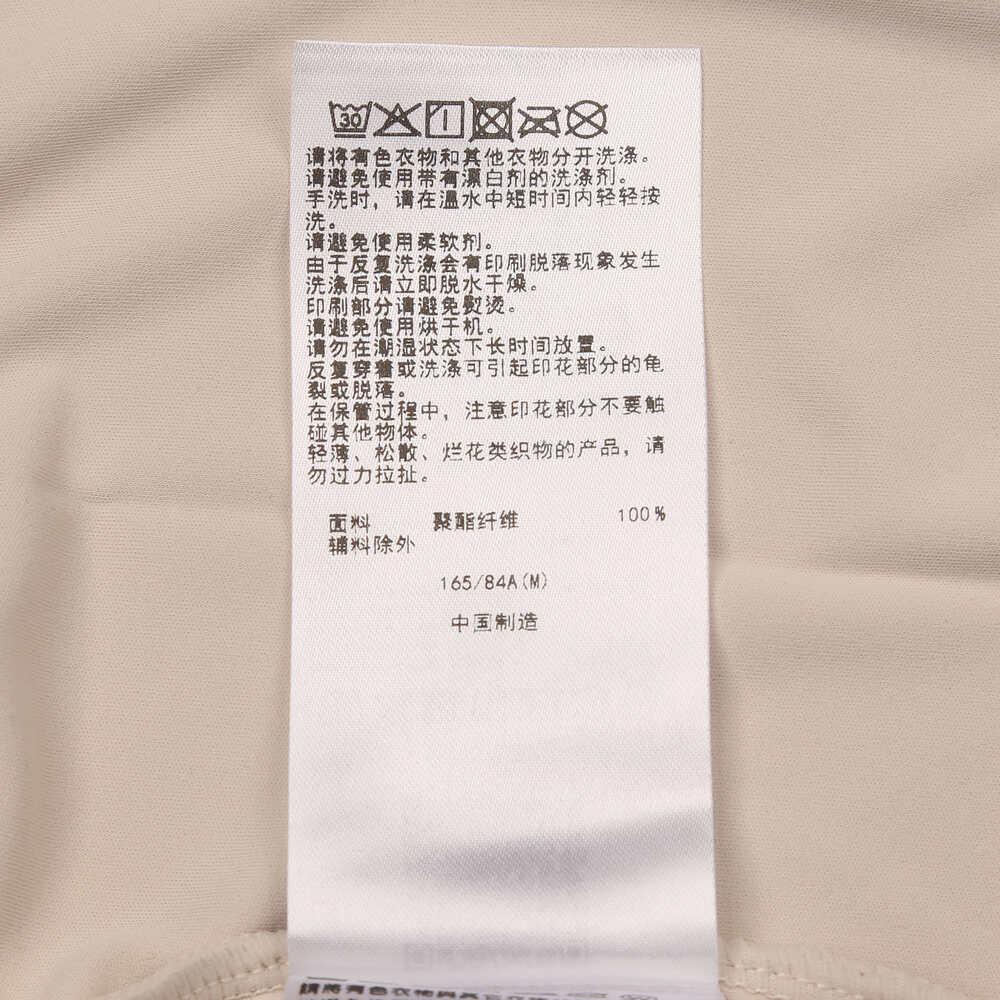 30
请将有色衣物和其他衣物分开洗涤。
请避免使用带有漂白剂的洗涤剂。
手洗时，请在温水中短时间内轻轻按
洗。
请避免使用柔软剂。
由于反复洗涤会有印刷脱落现象发生
洗涤后请立即脱水干燥。
印刷部分请避免熨烫。
请避免使用烘干机。
请勿在潮湿状态下长时间放置。
反复穿着或洗涤可引起印花部分的龟
裂或脱落。
在保管过程中，注意印花部分不要触
碰其他物体。
轻薄、松散、烂花类织物的产品，请
勿过力拉扯。
面料 聚酯纤维 100%
辅料除外
165/84A(M)
中国制造